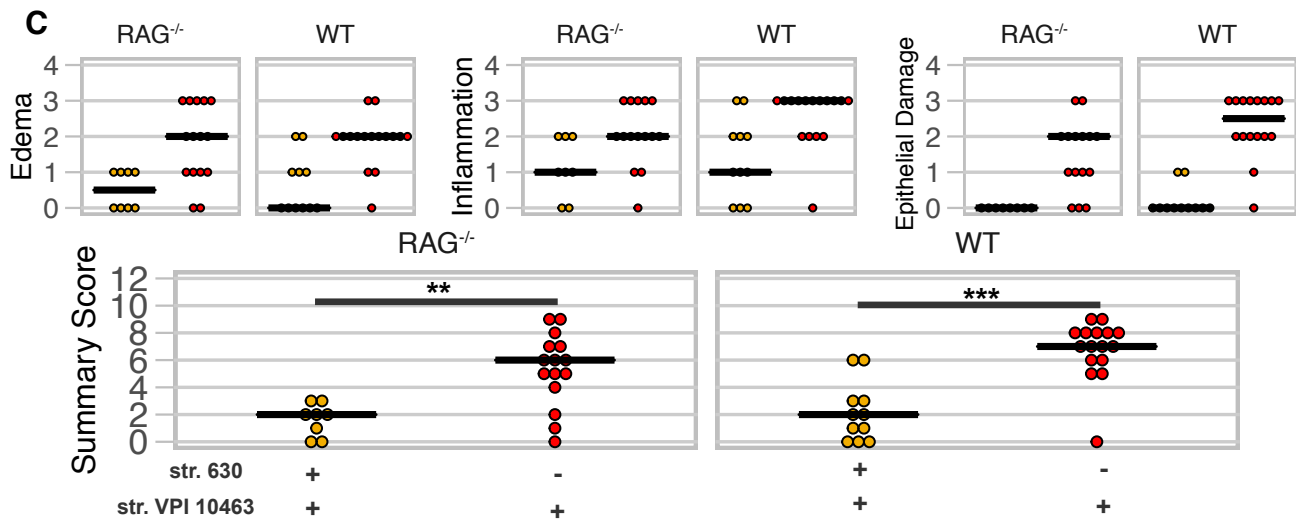 C
RAG-/- WT RAG-/- WT RAG-/- WT
Edema
4
3
2
1
0
Inflammation
4
3
2
1
0
Epithelial Damage
4
3
2
1
0
RAG-/- WT
Summary Score
12
10
8
6
4
2
0
** ***
str. 630 + - + -
str. VPI 10463 + + + +